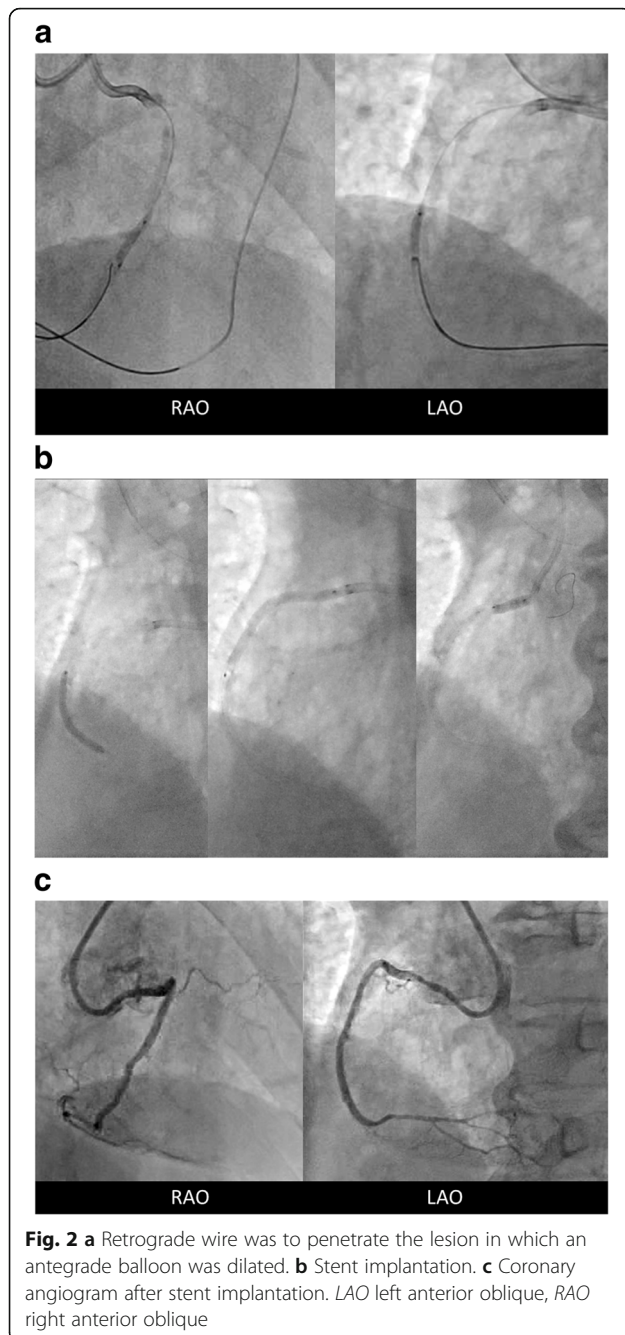 a
RAO LAO
b
c
RAO LAO
Fig. 2 a Retrograde wire was to penetrate the lesion in which an
antegrade balloon was dilated. b Stent implantation. c Coronary
angiogram after stent implantation. LAO left anterior oblique, RAO
right anterior oblique